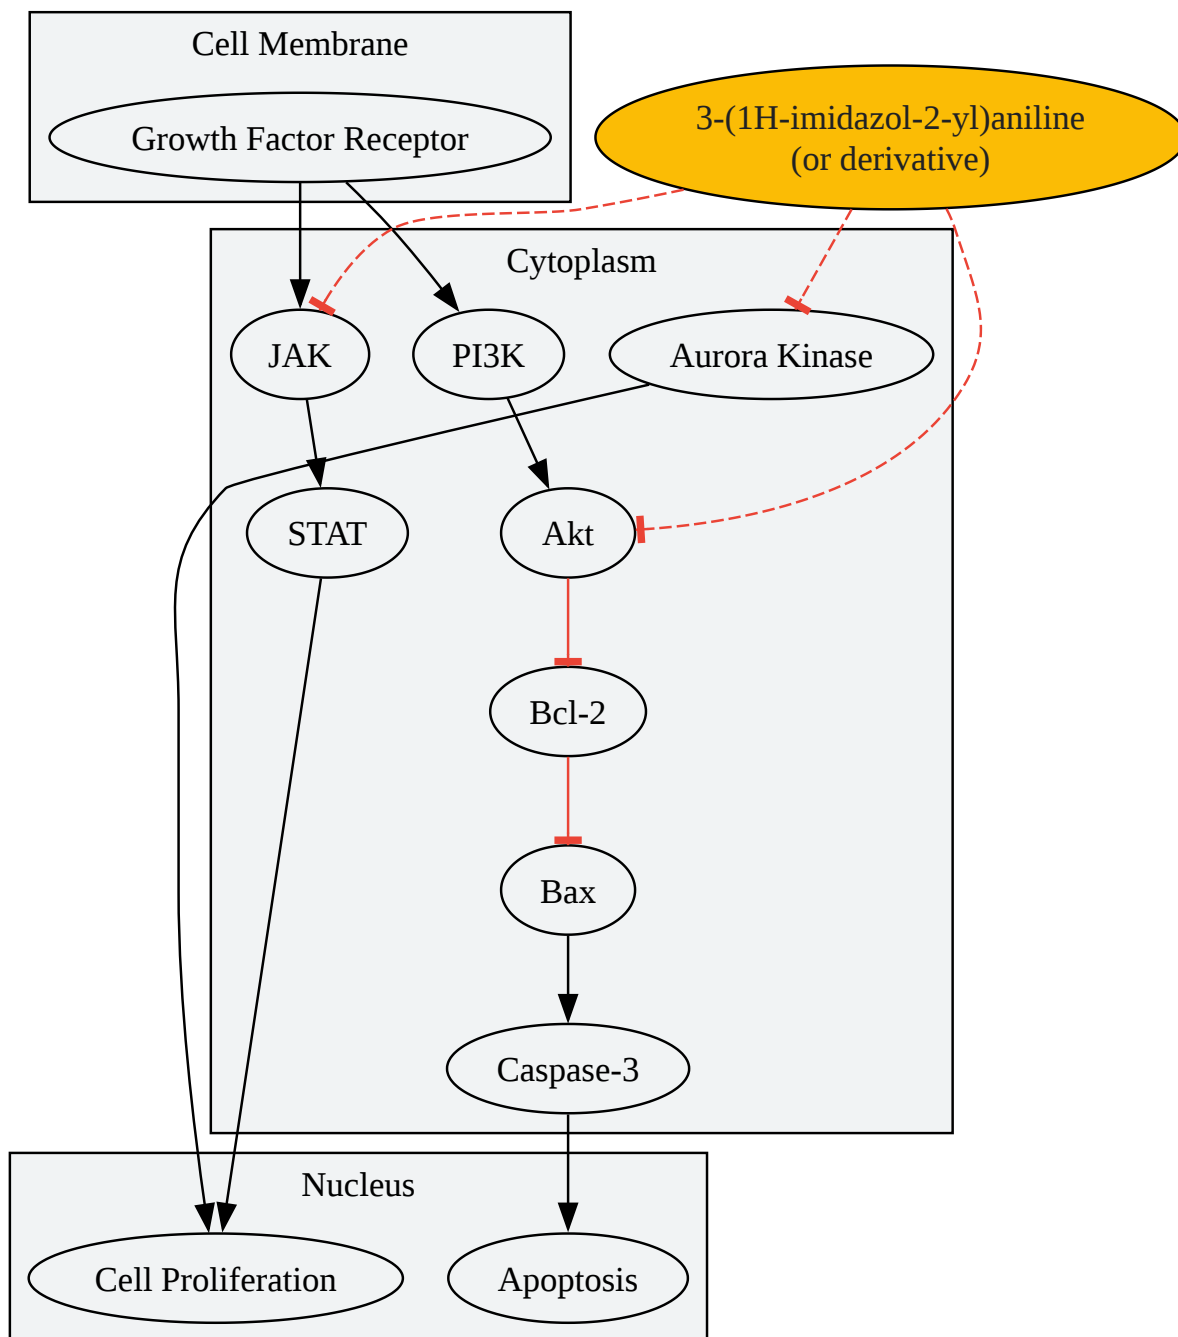 Cell Membrane
Growth Factor Receptor
3-(1H-imidazol-2-yl)aniline
(or derivative)
Cytoplasm
JAK
PI3K
Aurora Kinase
STAT
Akt
Bcl-2
Bax
Caspase-3
Nucleus
Cell Proliferation
Apoptosis